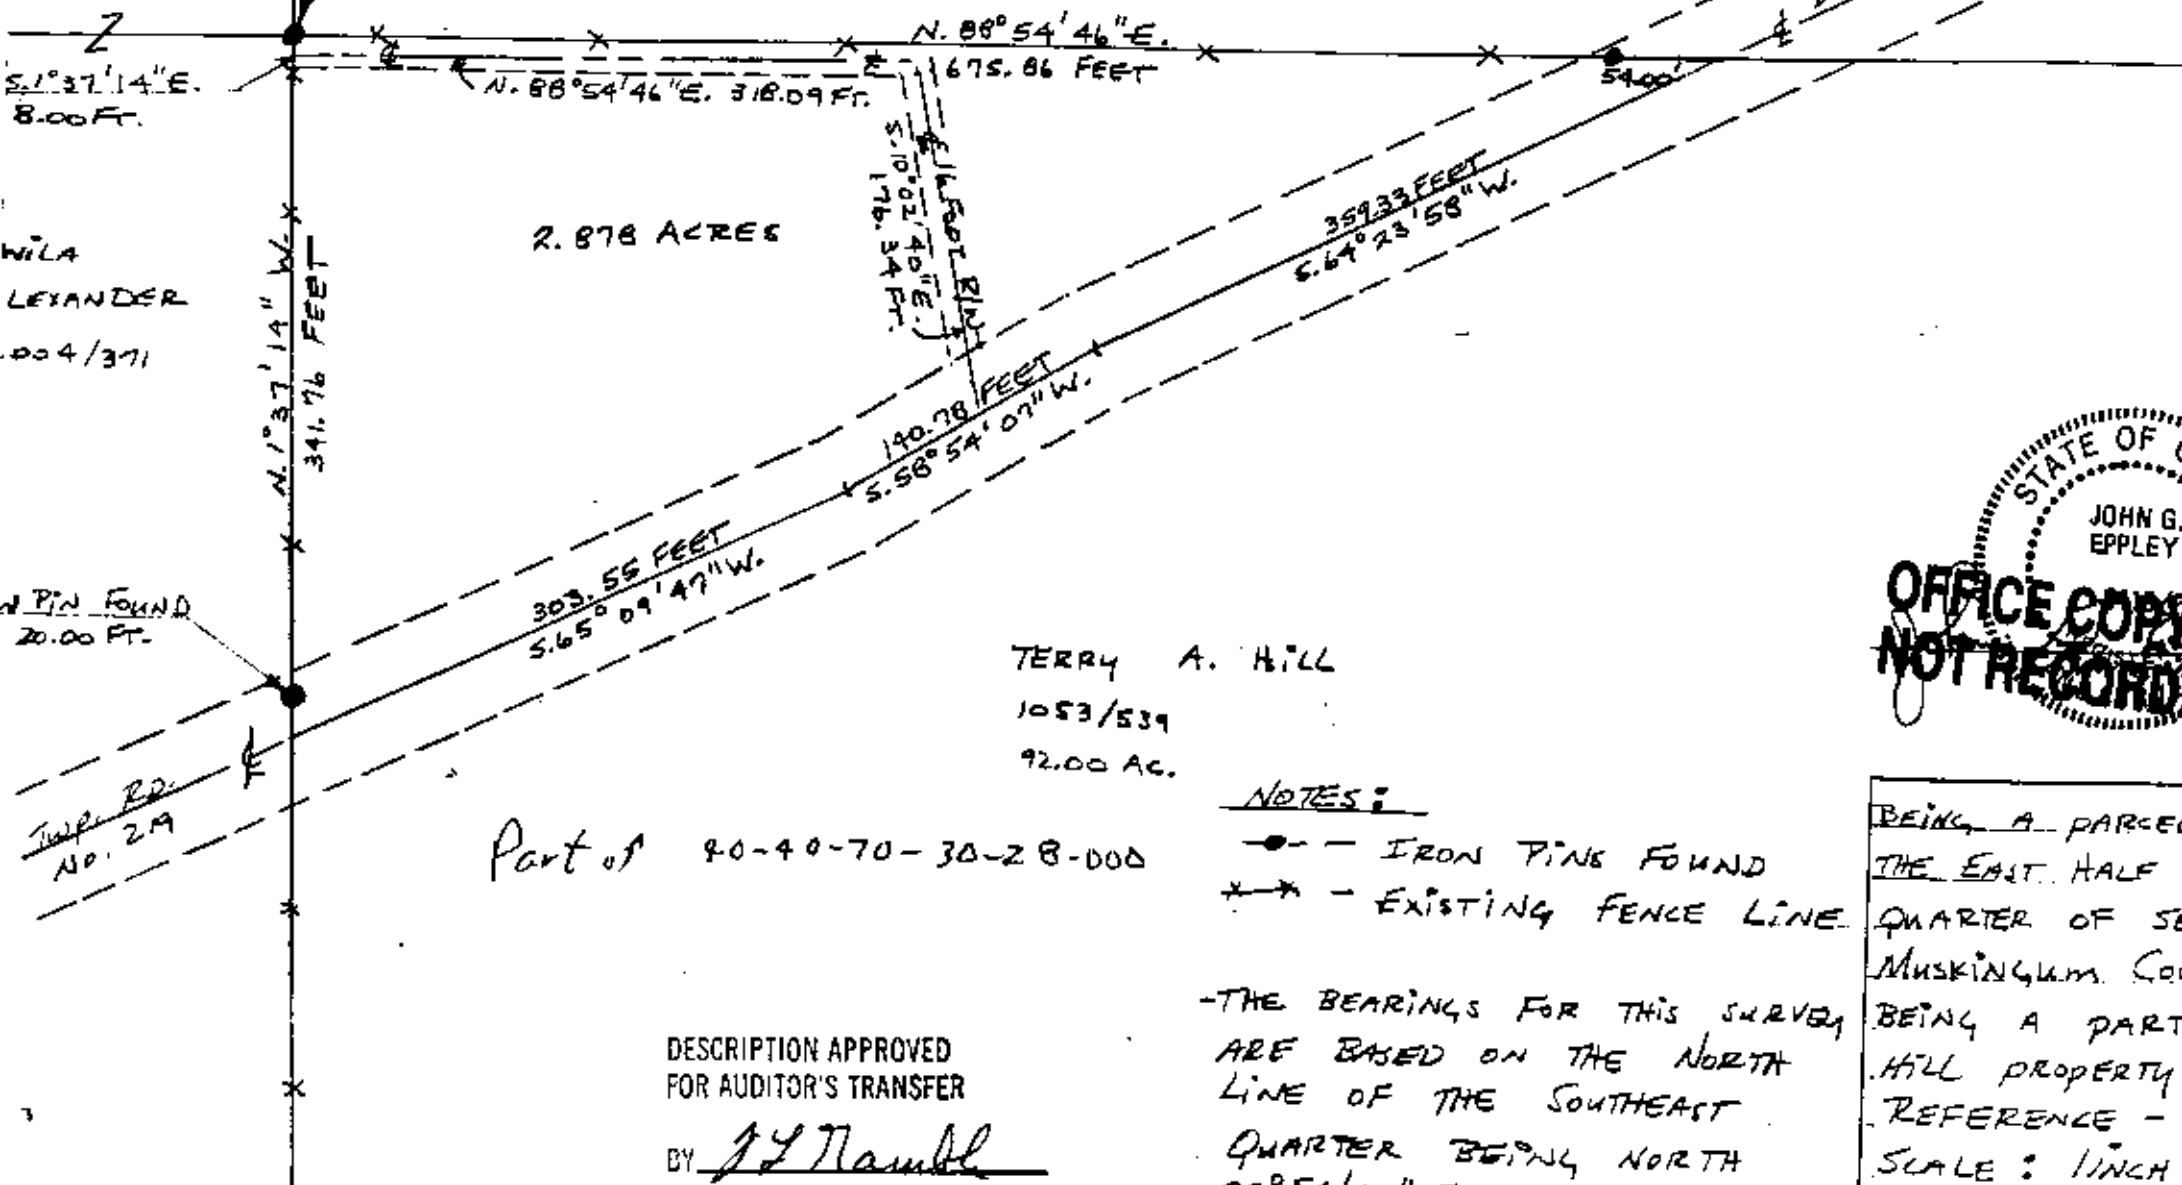 Z
N. 88°54'46"E.
675.86 FEET
54.00'
S.1°37'14"E.
8.00 FT.
N. 88°54'46"E. 318.09 FT.
S.10°02'40"E.
176.34 FT.
16 FOOT R/W
359.33 FEET
S.64°23'58"W.
2.878 ACRES
WILA
LEXANDER
004/371
N.1°37'14"W.
341.76 FEET
140.78 FEET
S.58°54'07"W.
303.55 FEET
S.65°09'47"W.
PIN FOUND
20.00 FT.
TWP. RD.
No. 219
TERRY A. HILL
1053/539
92.00 AC.
Part of 40-40-70-30-28-000
STATE OF
JOHN G.
EPPLEY
OFFICE COPY
NOT RECORD
NOTES:
- IRON PINS FOUND
- EXISTING FENCE LINE
-THE BEARINGS FOR THIS SURVEY
ARE BASED ON THE NORTH
LINE OF THE SOUTHEAST
QUARTER BEING NORTH
BEING A PARCE
THE EAST HALF
QUARTER OF SE
MUSKINGUM CO
BEING A PART
HILL PROPERTY
REFERENCE -
SCALE: 1INCH
DESCRIPTION APPROVED
FOR AUDITOR'S TRANSFER
BY